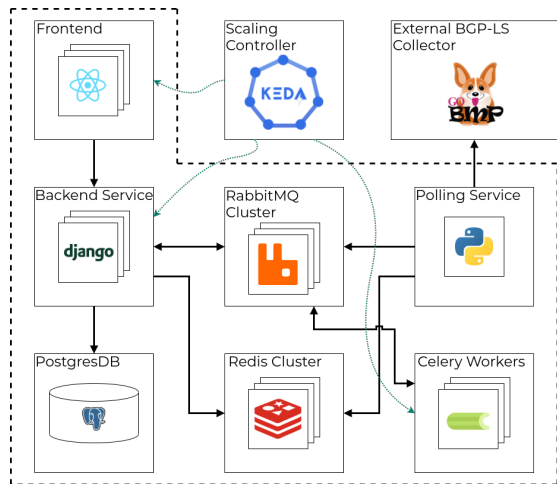 Frontend
Scaling
Controller
External BGP-LS
Collector
KEDA
GO
BMP
Backend Service
RabbitMQ
Cluster
Polling Service
django
PostgresDB
Redis Cluster
Celery Workers